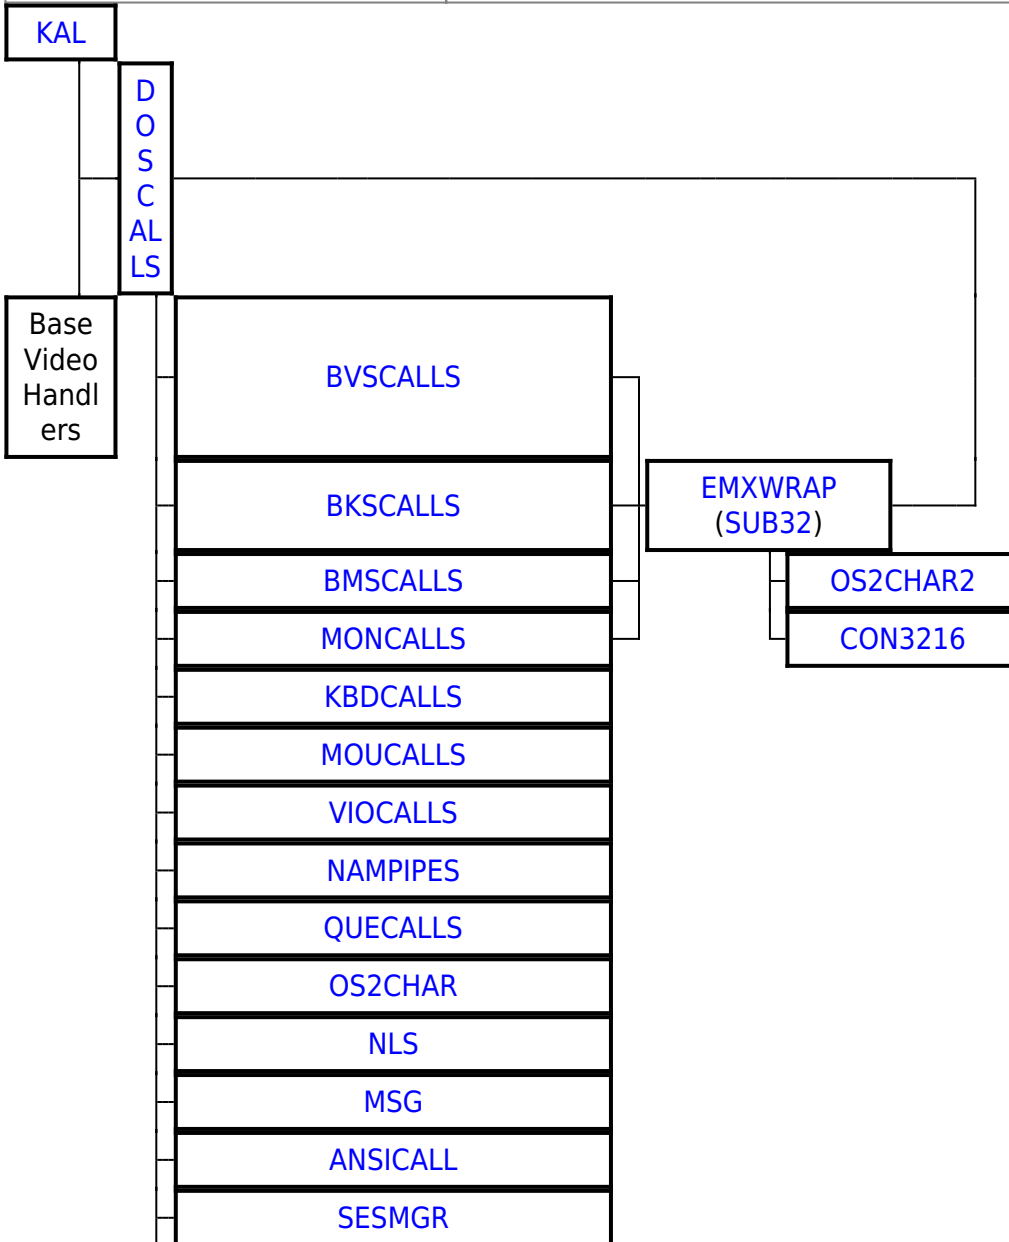 KAL
D
O
S
C
AL
LS
Base
Video
Handl
ers
BVSCALLS
BKSCALLS
EMXWRAP
(SUB32)
BMSCALLS
OS2CHAR2
MONCALLS
CON3216
KBDCALLS
MOUCALLS
VIOCALLS
NAMPIPES
QUECALLS
OS2CHAR
NLS
MSG
ANSICALL
SESMGR